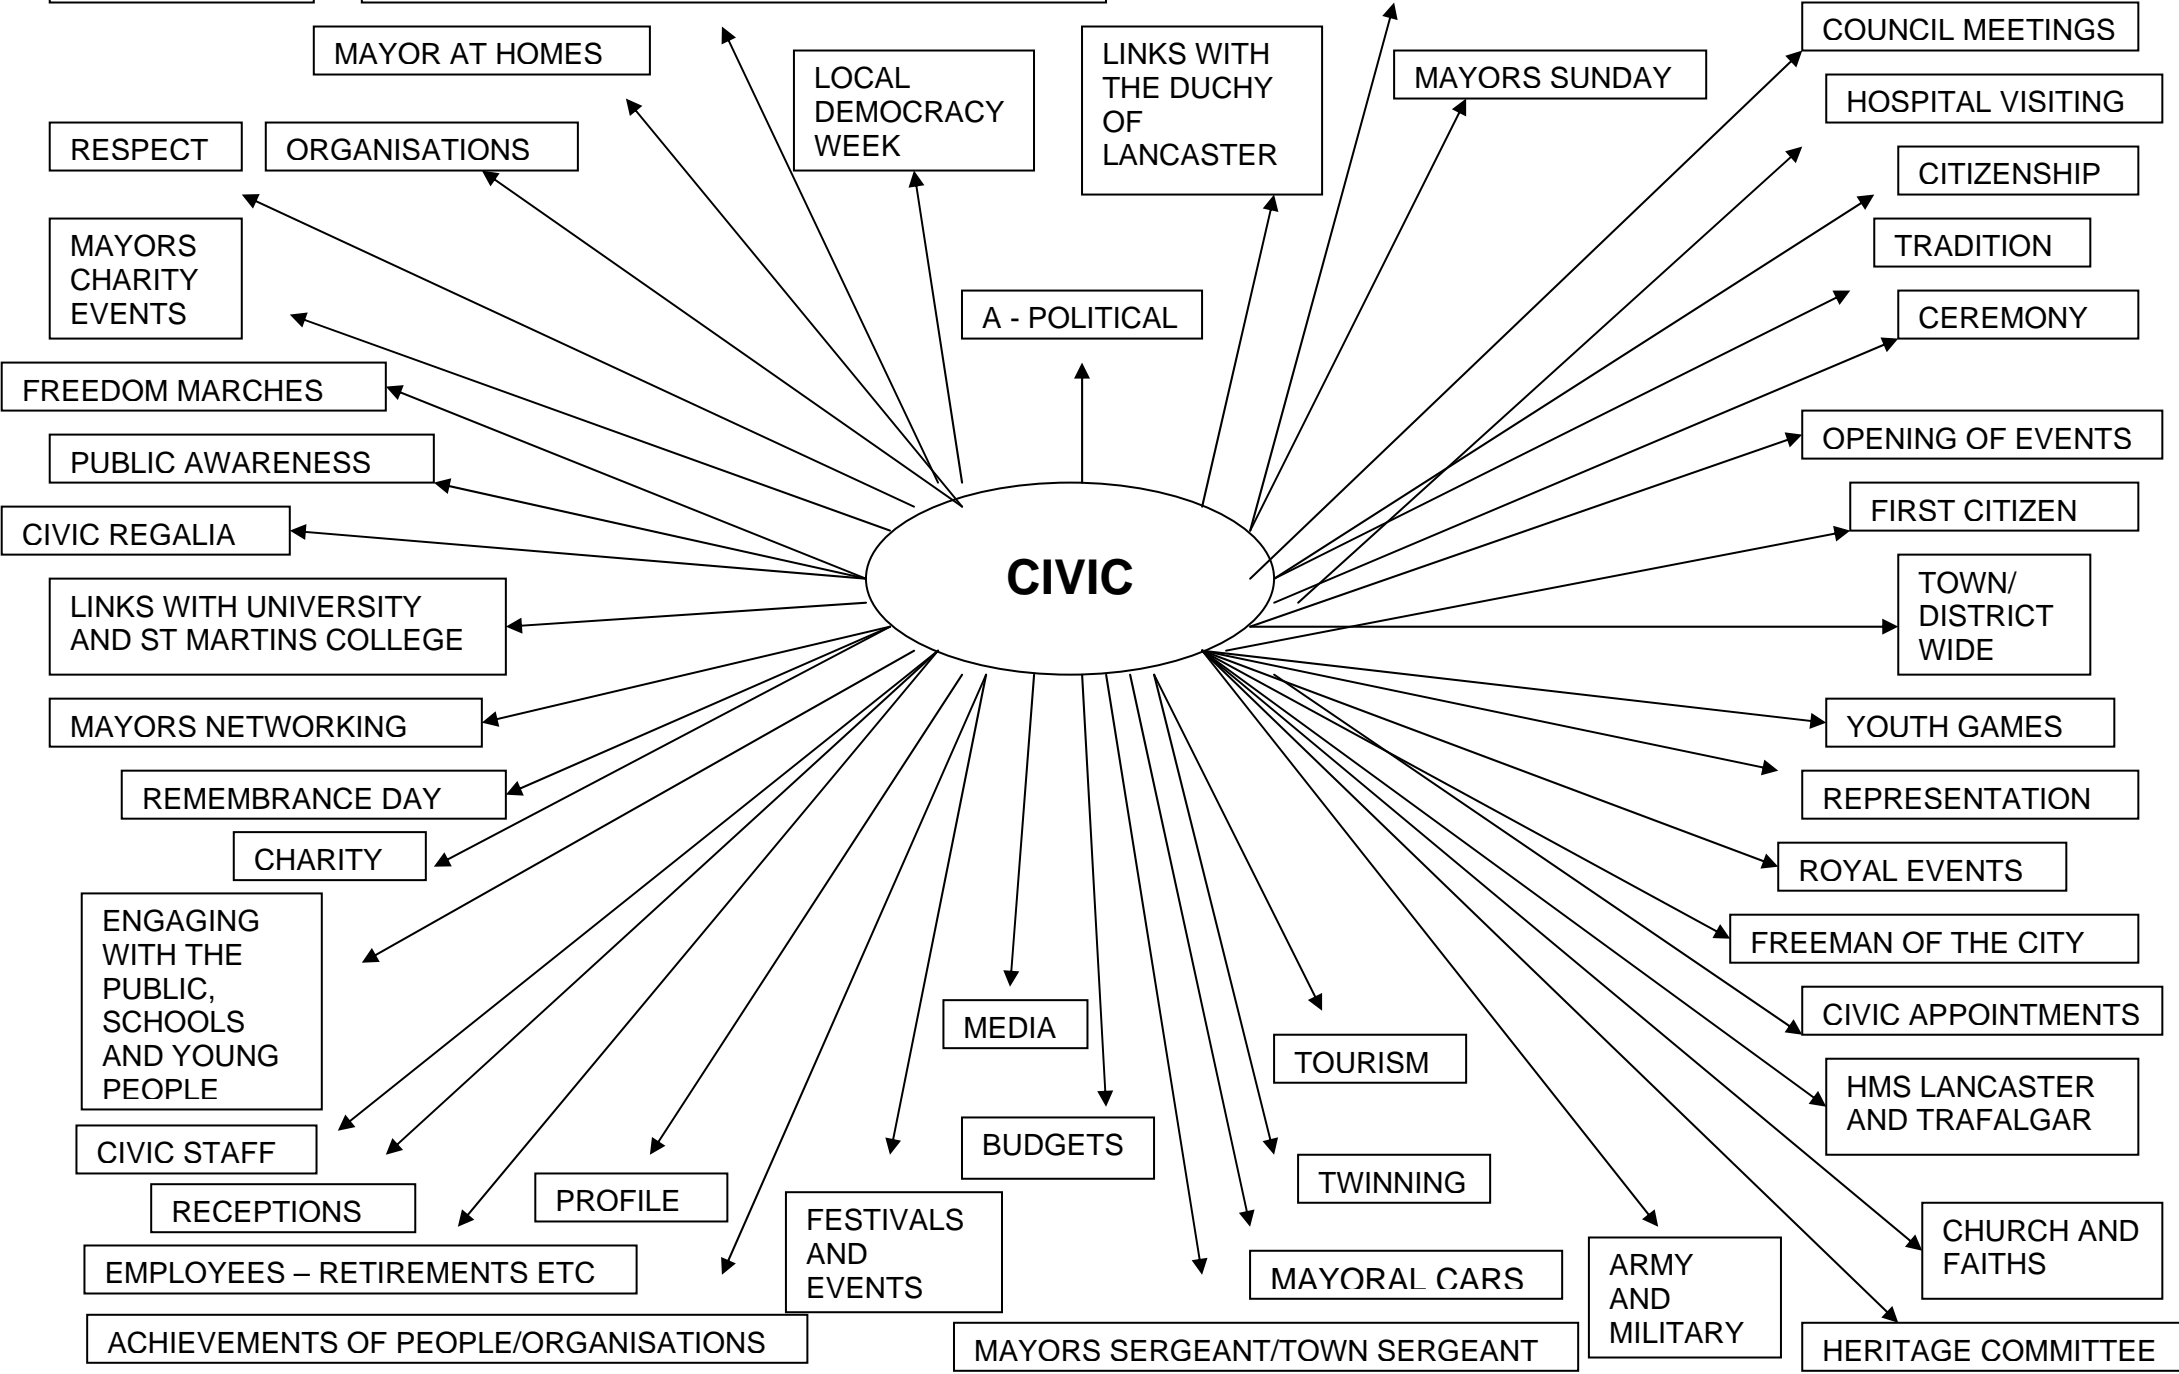 COUNCIL MEETINGS
MAYOR AT HOMES
LOCAL
DEMOCRACY
WEEK
LINKS WITH
THE DUCHY
OF
LANCASTER
MAYORS SUNDAY
HOSPITAL VISITING
RESPECT
ORGANISATIONS
CITIZENSHIP
MAYORS
CHARITY
EVENTS
TRADITION
A - POLITICAL
CEREMONY
FREEDOM MARCHES
OPENING OF EVENTS
PUBLIC AWARENESS
FIRST CITIZEN
CIVIC REGALIA
CIVIC
TOWN/
DISTRICT
WIDE
LINKS WITH UNIVERSITY
AND ST MARTINS COLLEGE
MAYORS NETWORKING
YOUTH GAMES
REMEMBRANCE DAY
REPRESENTATION
CHARITY
ROYAL EVENTS
ENGAGING
WITH THE
PUBLIC,
SCHOOLS
AND YOUNG
PEOPLE
FREEMAN OF THE CITY
MEDIA
CIVIC APPOINTMENTS
TOURISM
HMS LANCASTER
AND TRAFALGAR
CIVIC STAFF
BUDGETS
TWINNING
RECEPTIONS
PROFILE
FESTIVALS
AND
EVENTS
CHURCH AND
FAITHS
EMPLOYEES – RETIREMENTS ETC
MAYORAL CARS
ARMY
AND
MILITARY
ACHIEVEMENTS OF PEOPLE/ORGANISATIONS
MAYORS SERGEANT/TOWN SERGEANT
HERITAGE COMMITTEE